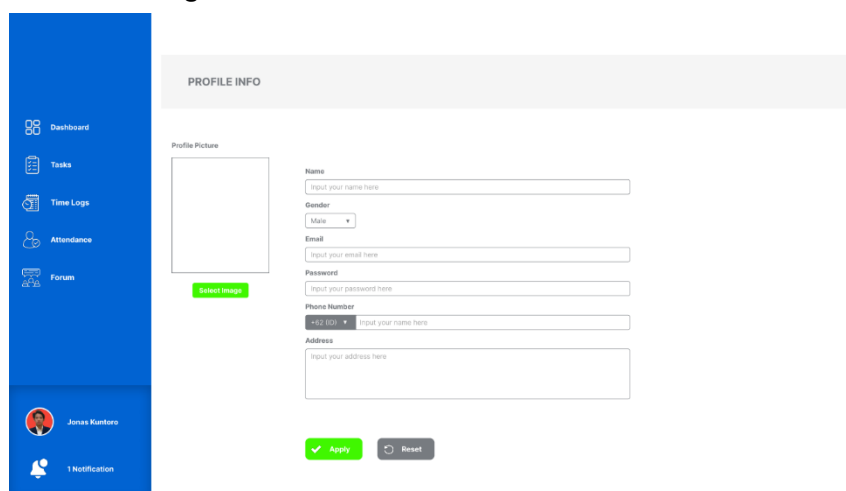 PROFILE INFO
Dashboard
Tasks
Time Logs
Attendance
Forum
Jonas Kuntoro
1 Notification
Profile Picture
Select Image
Name
Input your name here
Gender
Male
Email
Input your email here
Password
Input your password here
Phone Number
+62 (ID) Input your name here
Address
Input your address here
Apply
Reset